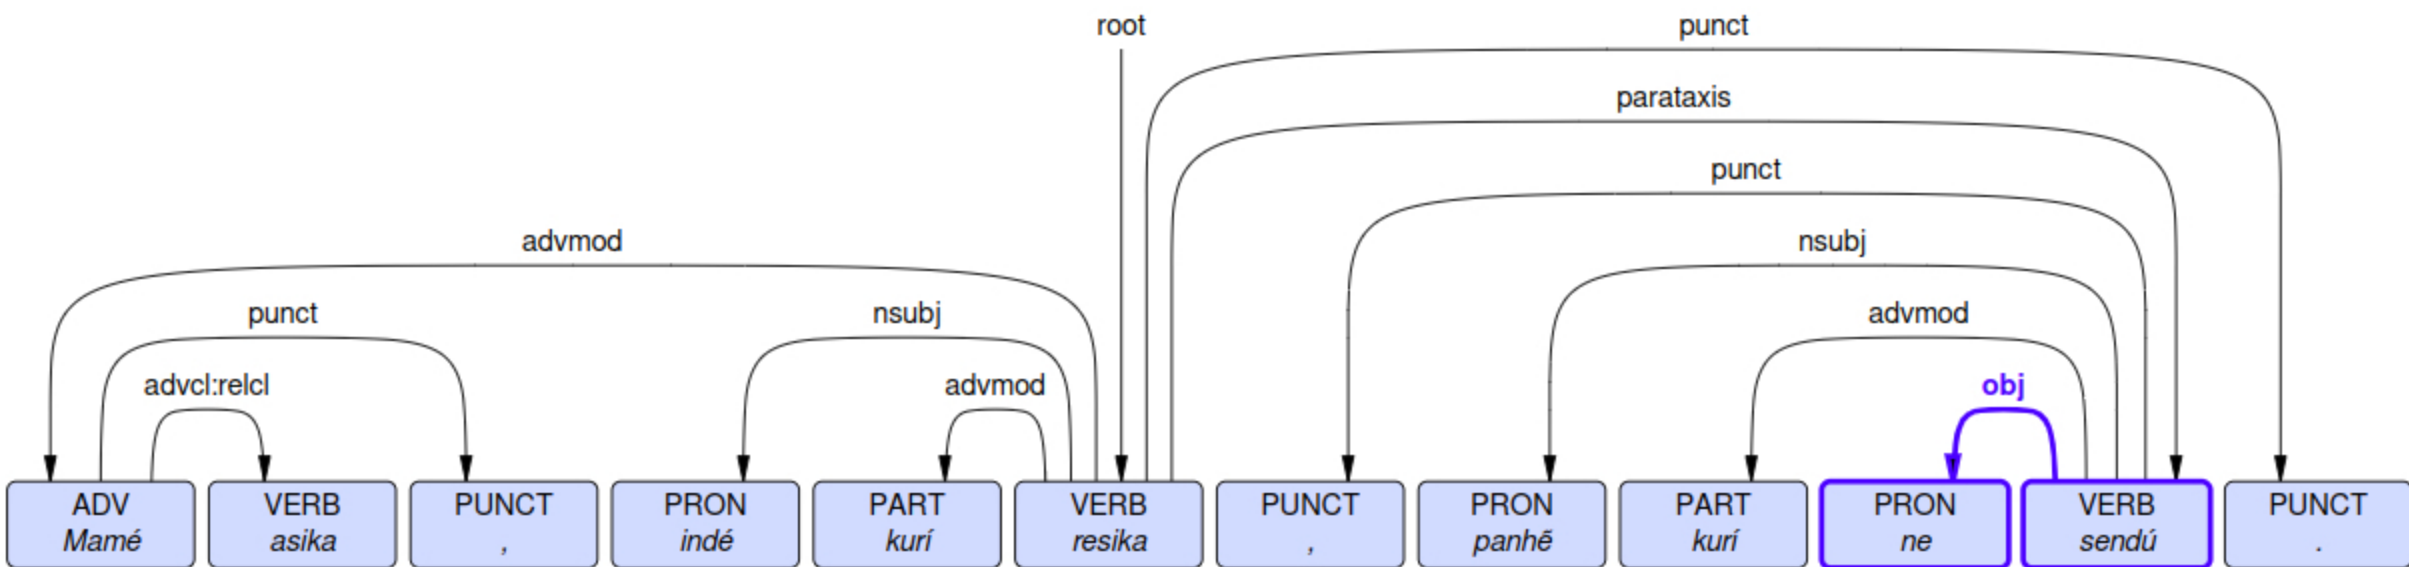 root punct
parataxis
punct
advmod nsubj
punct nsubj advmod
advcl:relcl advmod obj
ADV VERB PUNCT PRON PART VERB PUNCT PRON PART PRON VERB PUNCT
Mamé asika , indé kurí resika , panhẽ kurí ne sendú .